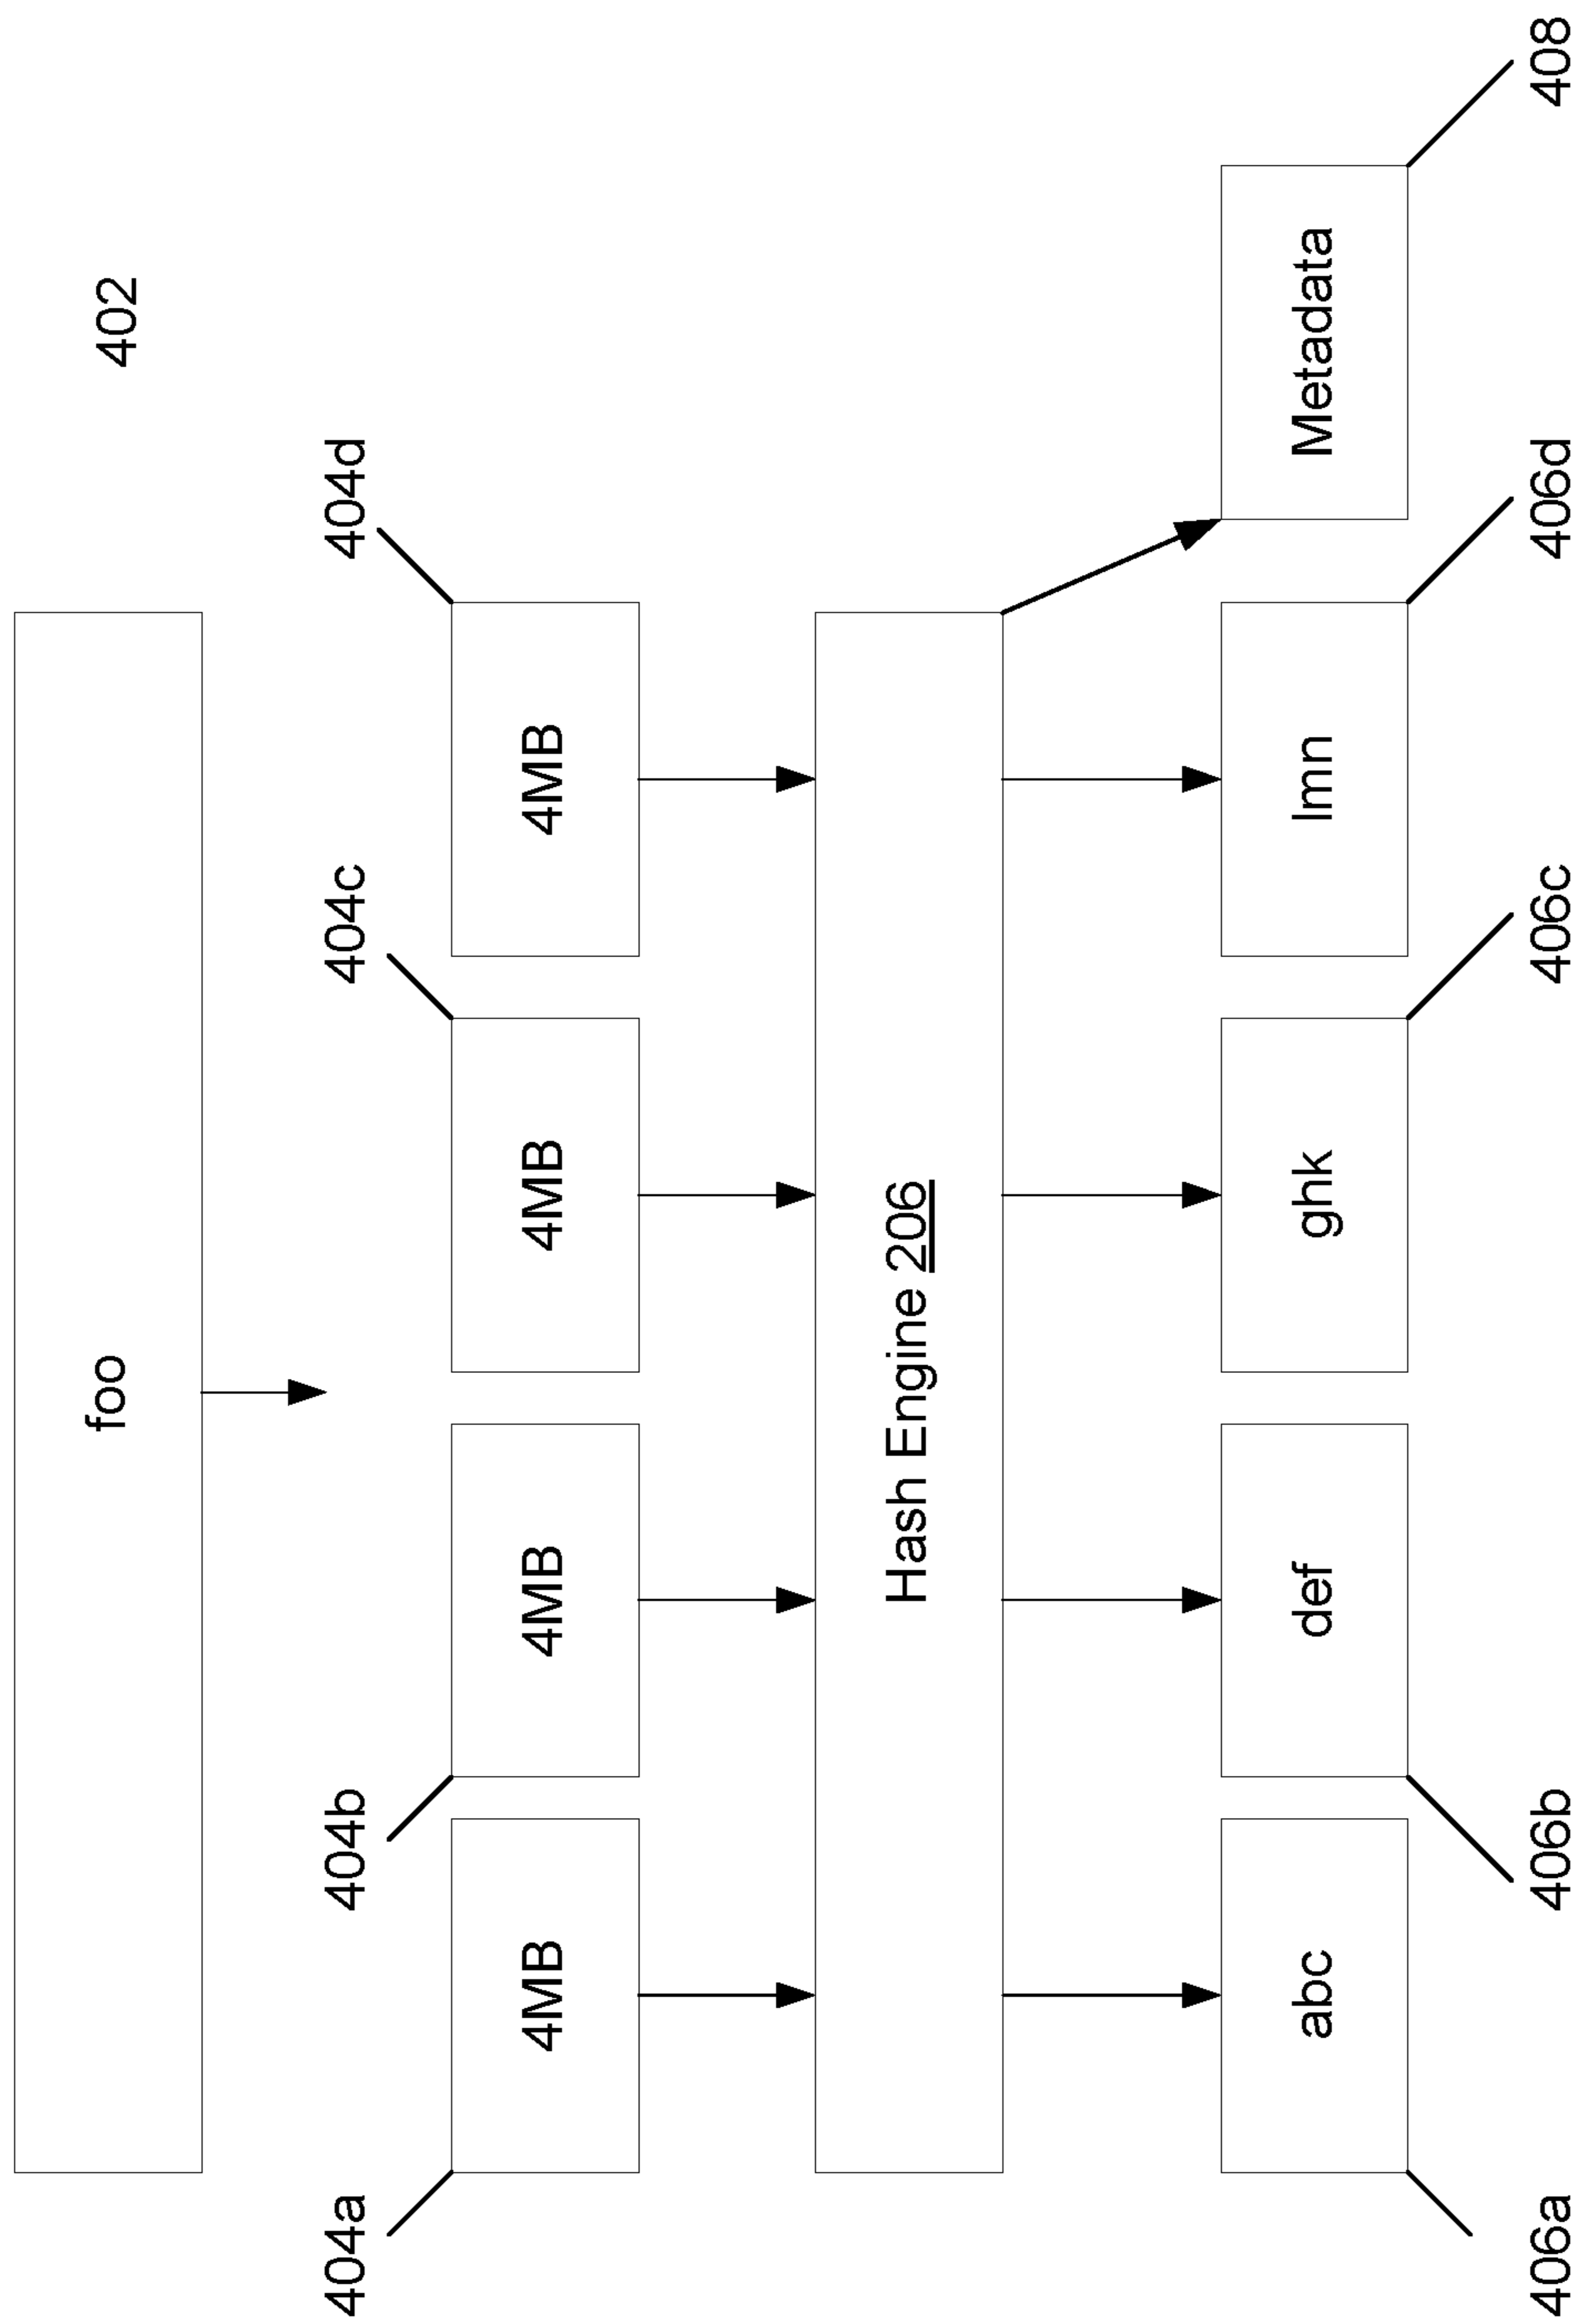 foo
402
404a
404b
404c
404d
4MB
4MB
4MB
4MB
Hash Engine 206
abc
def
ghk
lmn
Metadata
406a
406b
406c
406d
408